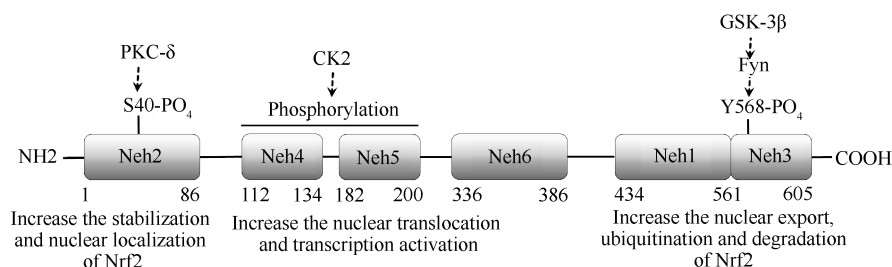 GSK-3β
PKC-δ
CK2
Fyn
S40-PO4
Phosphorylation
Y568-PO4
NH2
Neh2
Neh4
Neh5
Neh6
Neh1
Neh3
COOH
1
86
112
134
182
200
336
386
434
561
605
Increase the stabilization
and nuclear localization
of Nrf2
Increase the nuclear translocation
and transcription activation
Increase the nuclear export,
ubiquitination and degradation
of Nrf2